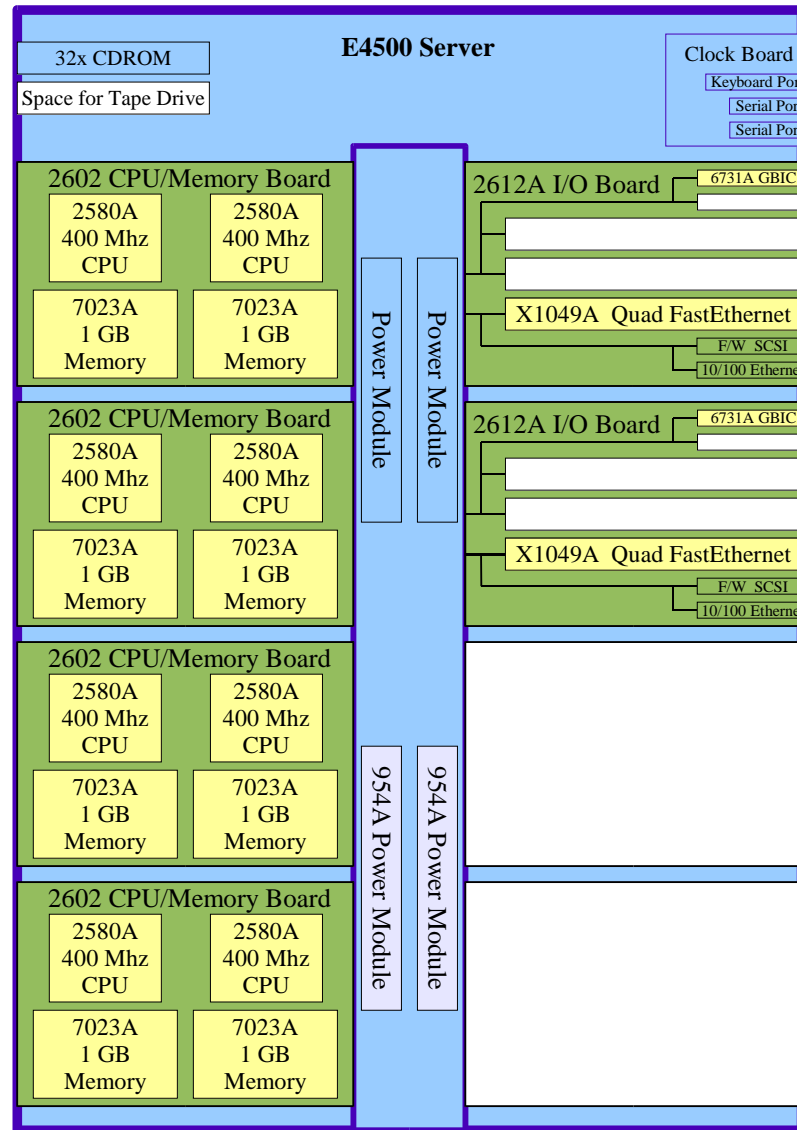 E4500 Server
32x CDROM
Space for Tape Drive
Clock Board
Keyboard Por
Serial Por
Serial Por
2602 CPU/Memory Board
2580A
400 Mhz
CPU
2580A
400 Mhz
CPU
7023A
1 GB
Memory
7023A
1 GB
Memory
2602 CPU/Memory Board
2580A
400 Mhz
CPU
2580A
400 Mhz
CPU
7023A
1 GB
Memory
7023A
1 GB
Memory
2602 CPU/Memory Board
2580A
400 Mhz
CPU
2580A
400 Mhz
CPU
7023A
1 GB
Memory
7023A
1 GB
Memory
2602 CPU/Memory Board
2580A
400 Mhz
CPU
2580A
400 Mhz
CPU
7023A
1 GB
Memory
7023A
1 GB
Memory
Power Module
Power Module
954A Power Module
954A Power Module
2612A I/O Board
6731A GBIC
X1049A Quad FastEthernet
F/W SCSI
10/100 Etherne
2612A I/O Board
6731A GBIC
X1049A Quad FastEthernet
F/W SCSI
10/100 Etherne